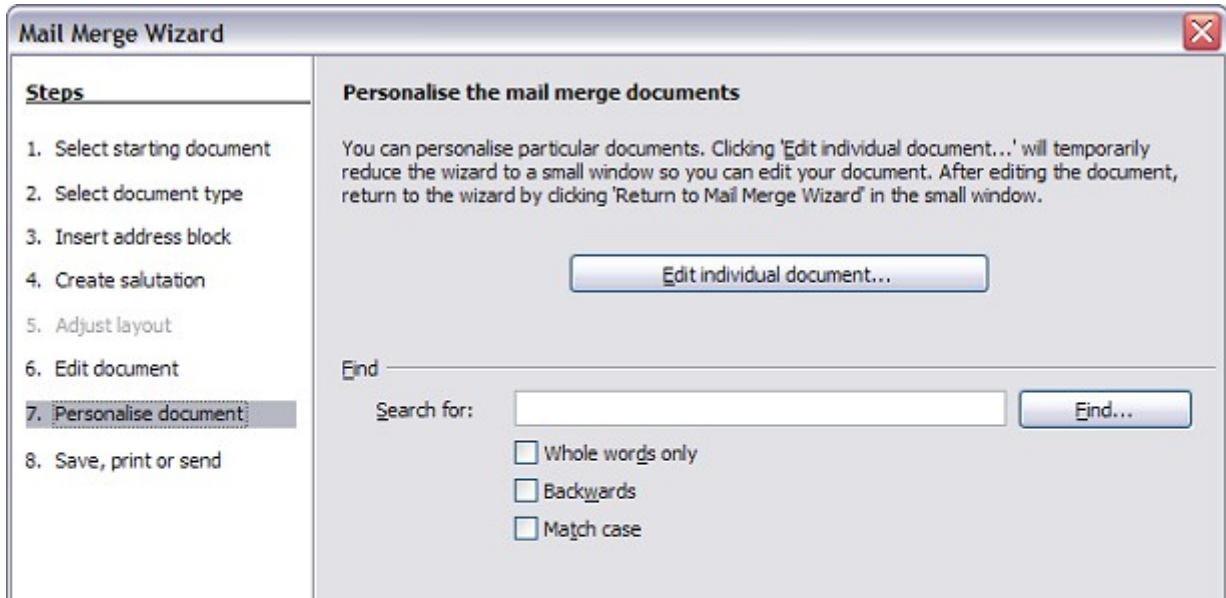 Mail Merge Wizard
Steps
1. Select starting document
2. Select document type
3. Insert address block
4. Create salutation
5. Adjust layout
6. Edit document
7. Personalise document
8. Save, print or send
Personalise the mail merge documents
You can personalise particular documents. Clicking 'Edit individual document...' will temporarily
reduce the wizard to a small window so you can edit your document. After editing the document,
return to the wizard by clicking 'Return to Mail Merge Wizard' in the small window.
Edit individual document...
Find
Search for:
Find...
Whole words only
Backwards
Match case